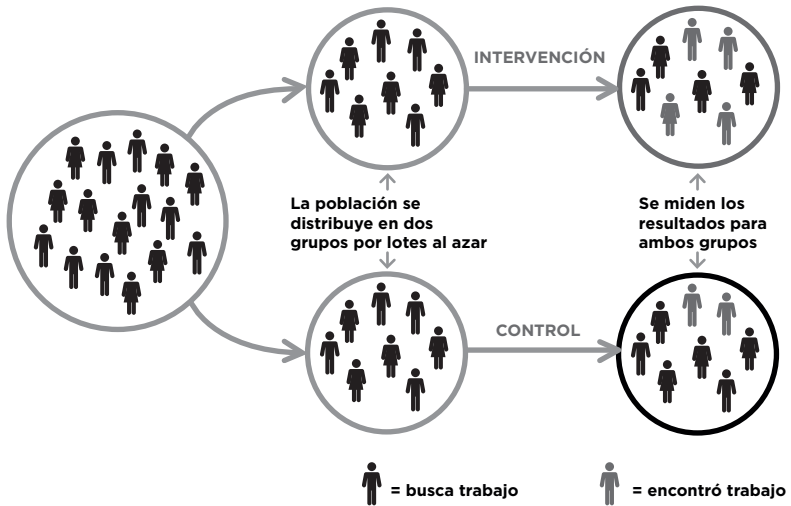 INTERVENCIÓN
La población se
distribuye en dos
grupos por lotes al azar
Se miden los
resultados para
ambos grupos
CONTROL
= busca trabajo
= encontró trabajo